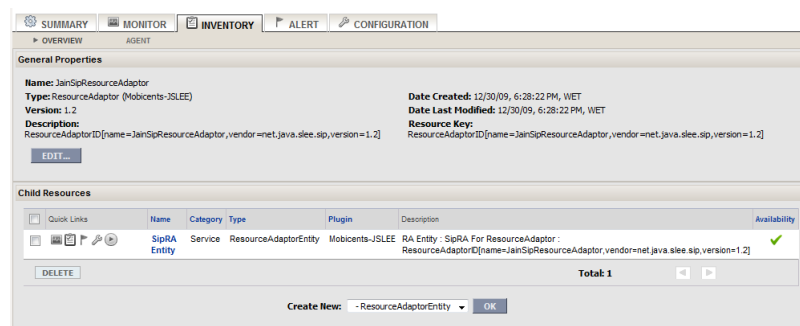 SUMMARY MONITOR INVENTORY ALERT CONFIGURATION
OVERVIEW AGENT
General Properties
Name: JainSipResourceAdaptor
Type: ResourceAdaptor (Mobicents-JSLEE) Date Created: 12/30/09, 6:28:22 PM, WET
Version: 1.2 Date Last Modified: 12/30/09, 6:28:22 PM, WET
Description: Resource Key:
ResourceAdaptorID[name=JainSipResourceAdaptor,vendor=net.java.slee.sip,version=1.2] ResourceAdaptorID[name=JainSipResourceAdaptor,vendor=net.java.slee.sip,version=1.2]
EDIT...
Child Resources
Quick Links Name Category Type Plugin Description Availability
SipRA Service ResourceAdaptorEntity Mobicents-JSLEE RA Entity : SipRA For ResourceAdaptor :
Entity ResourceAdaptorID[name=JainSipResourceAdaptor,vendor=net.java.slee.sip,version=1.2]
DELETE Total: 1
Create New: - ResourceAdaptorEntity OK